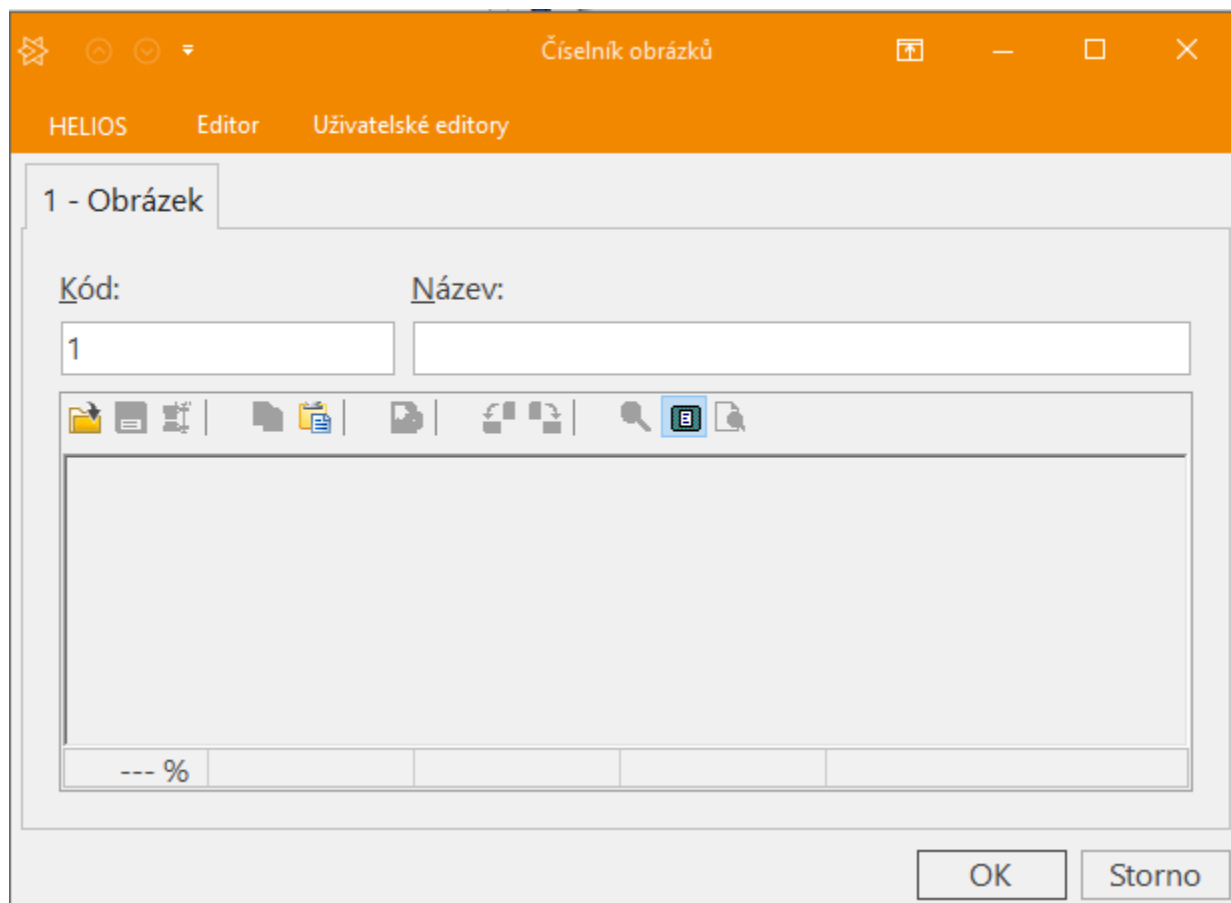 Číselník obrázků
HELIOS Editor Uživatelské editory
1 - Obrázek
Kód: Název:
1
--- %
OK Storno